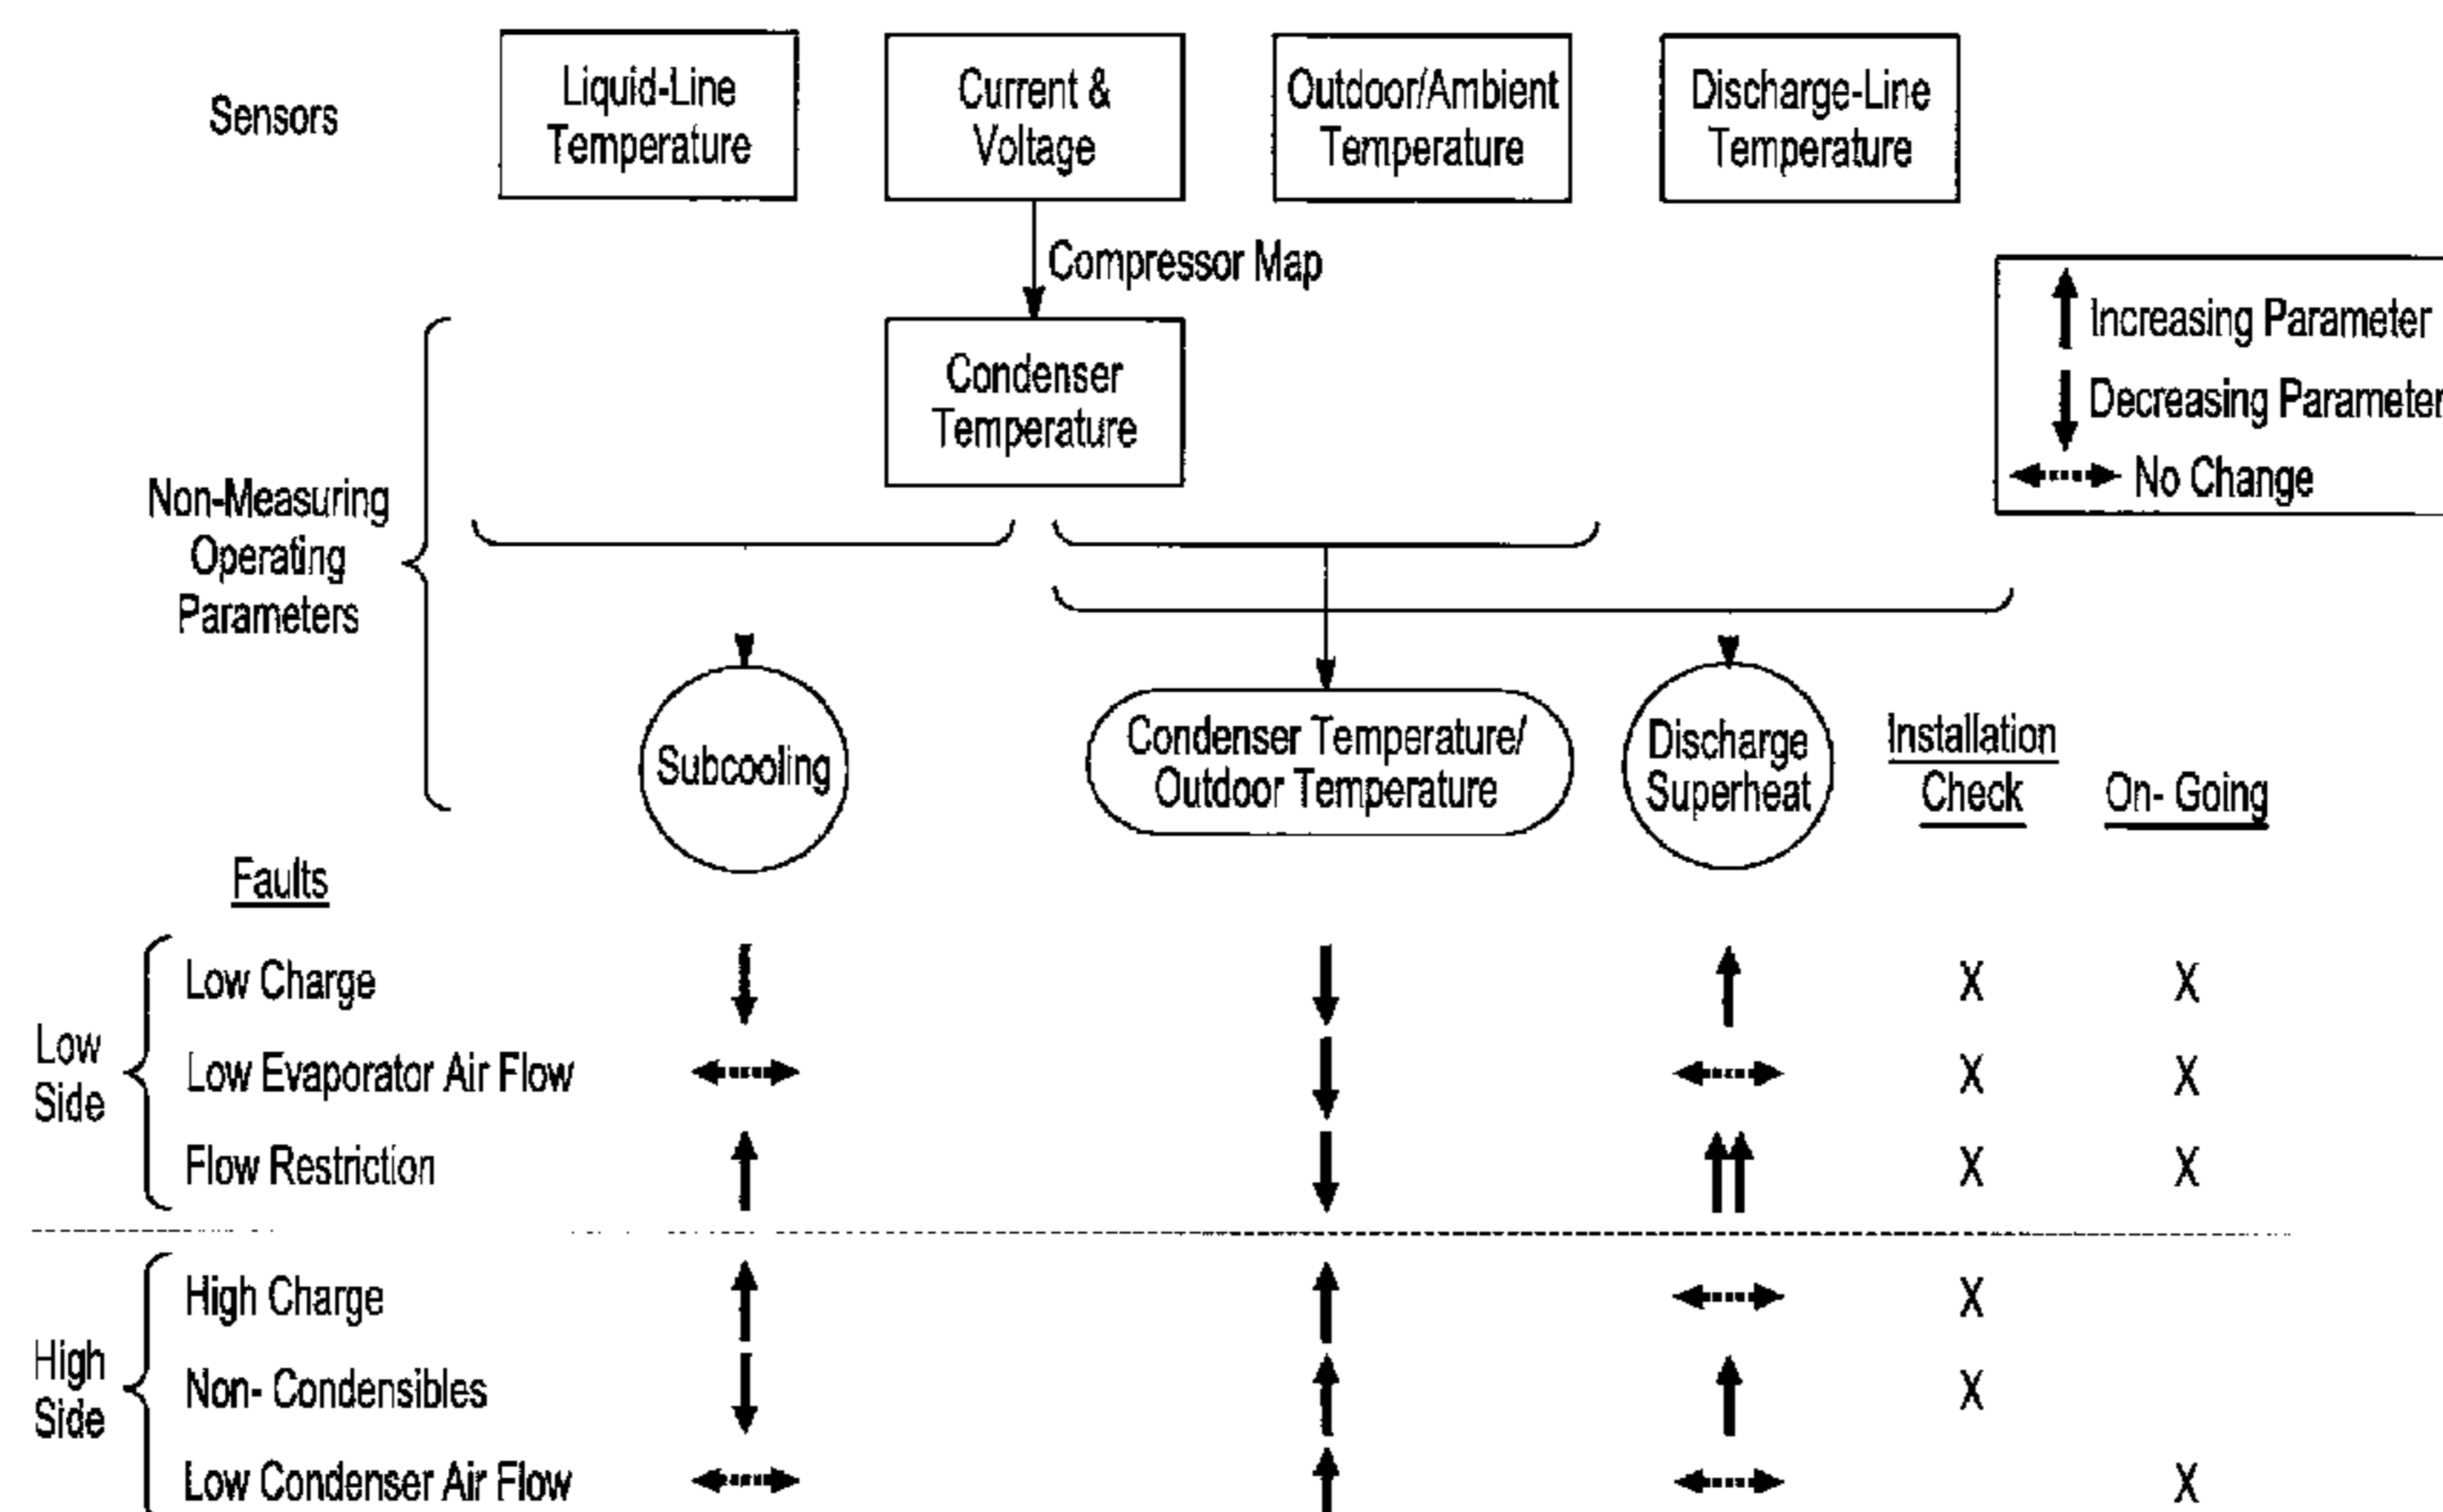 Sensors
Liquid-Line
Temperature
Current &
Voltage
Outdoor/Ambient
Temperature
Discharge-Line
Temperature
Compressor Map
Increasing Parameter
Decreasing Parameter
No Change
Condenser
Temperature
Non-Measuring
Operating
Parameters
Subcooling
Condenser Temperature/
Outdoor Temperature
Discharge
Superheat
Installation
Check
On- Going
Faults
Low
Side
Low Charge
X X
Low Evaporator Air Flow
X X
Flow Restriction
X X
High
Side
High Charge
X
Non- Condensibles
X
Low Condenser Air Flow
X